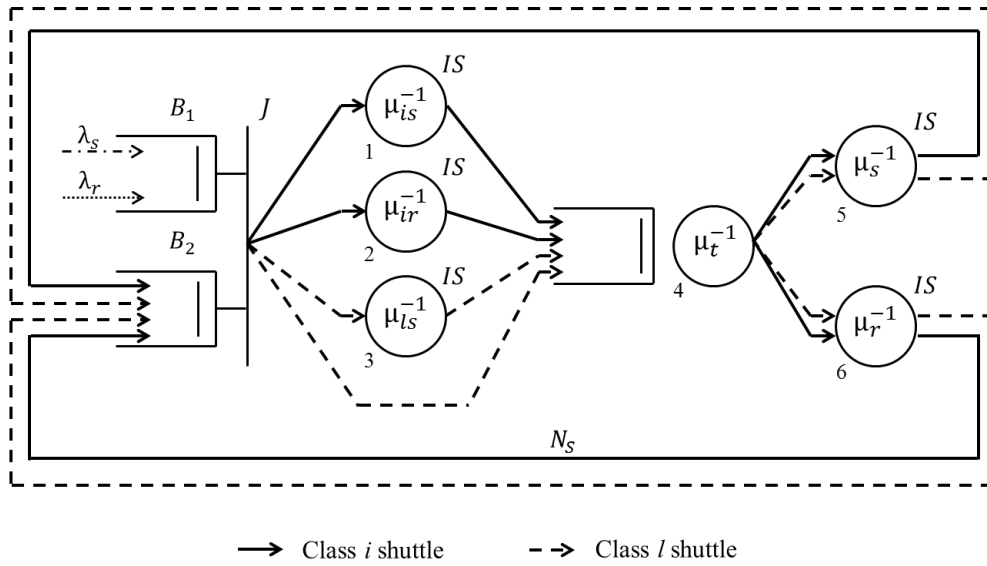 IS
B₁
J
μᵢₛ⁻¹
λₛ
1
IS
IS
λᵣ
μₛ⁻¹
μᵢᵣ⁻¹
5
B₂
2
μₜ⁻¹
IS
4
IS
μₗₛ⁻¹
μᵣ⁻¹
3
6
Nₛ
Class i shuttle
Class l shuttle